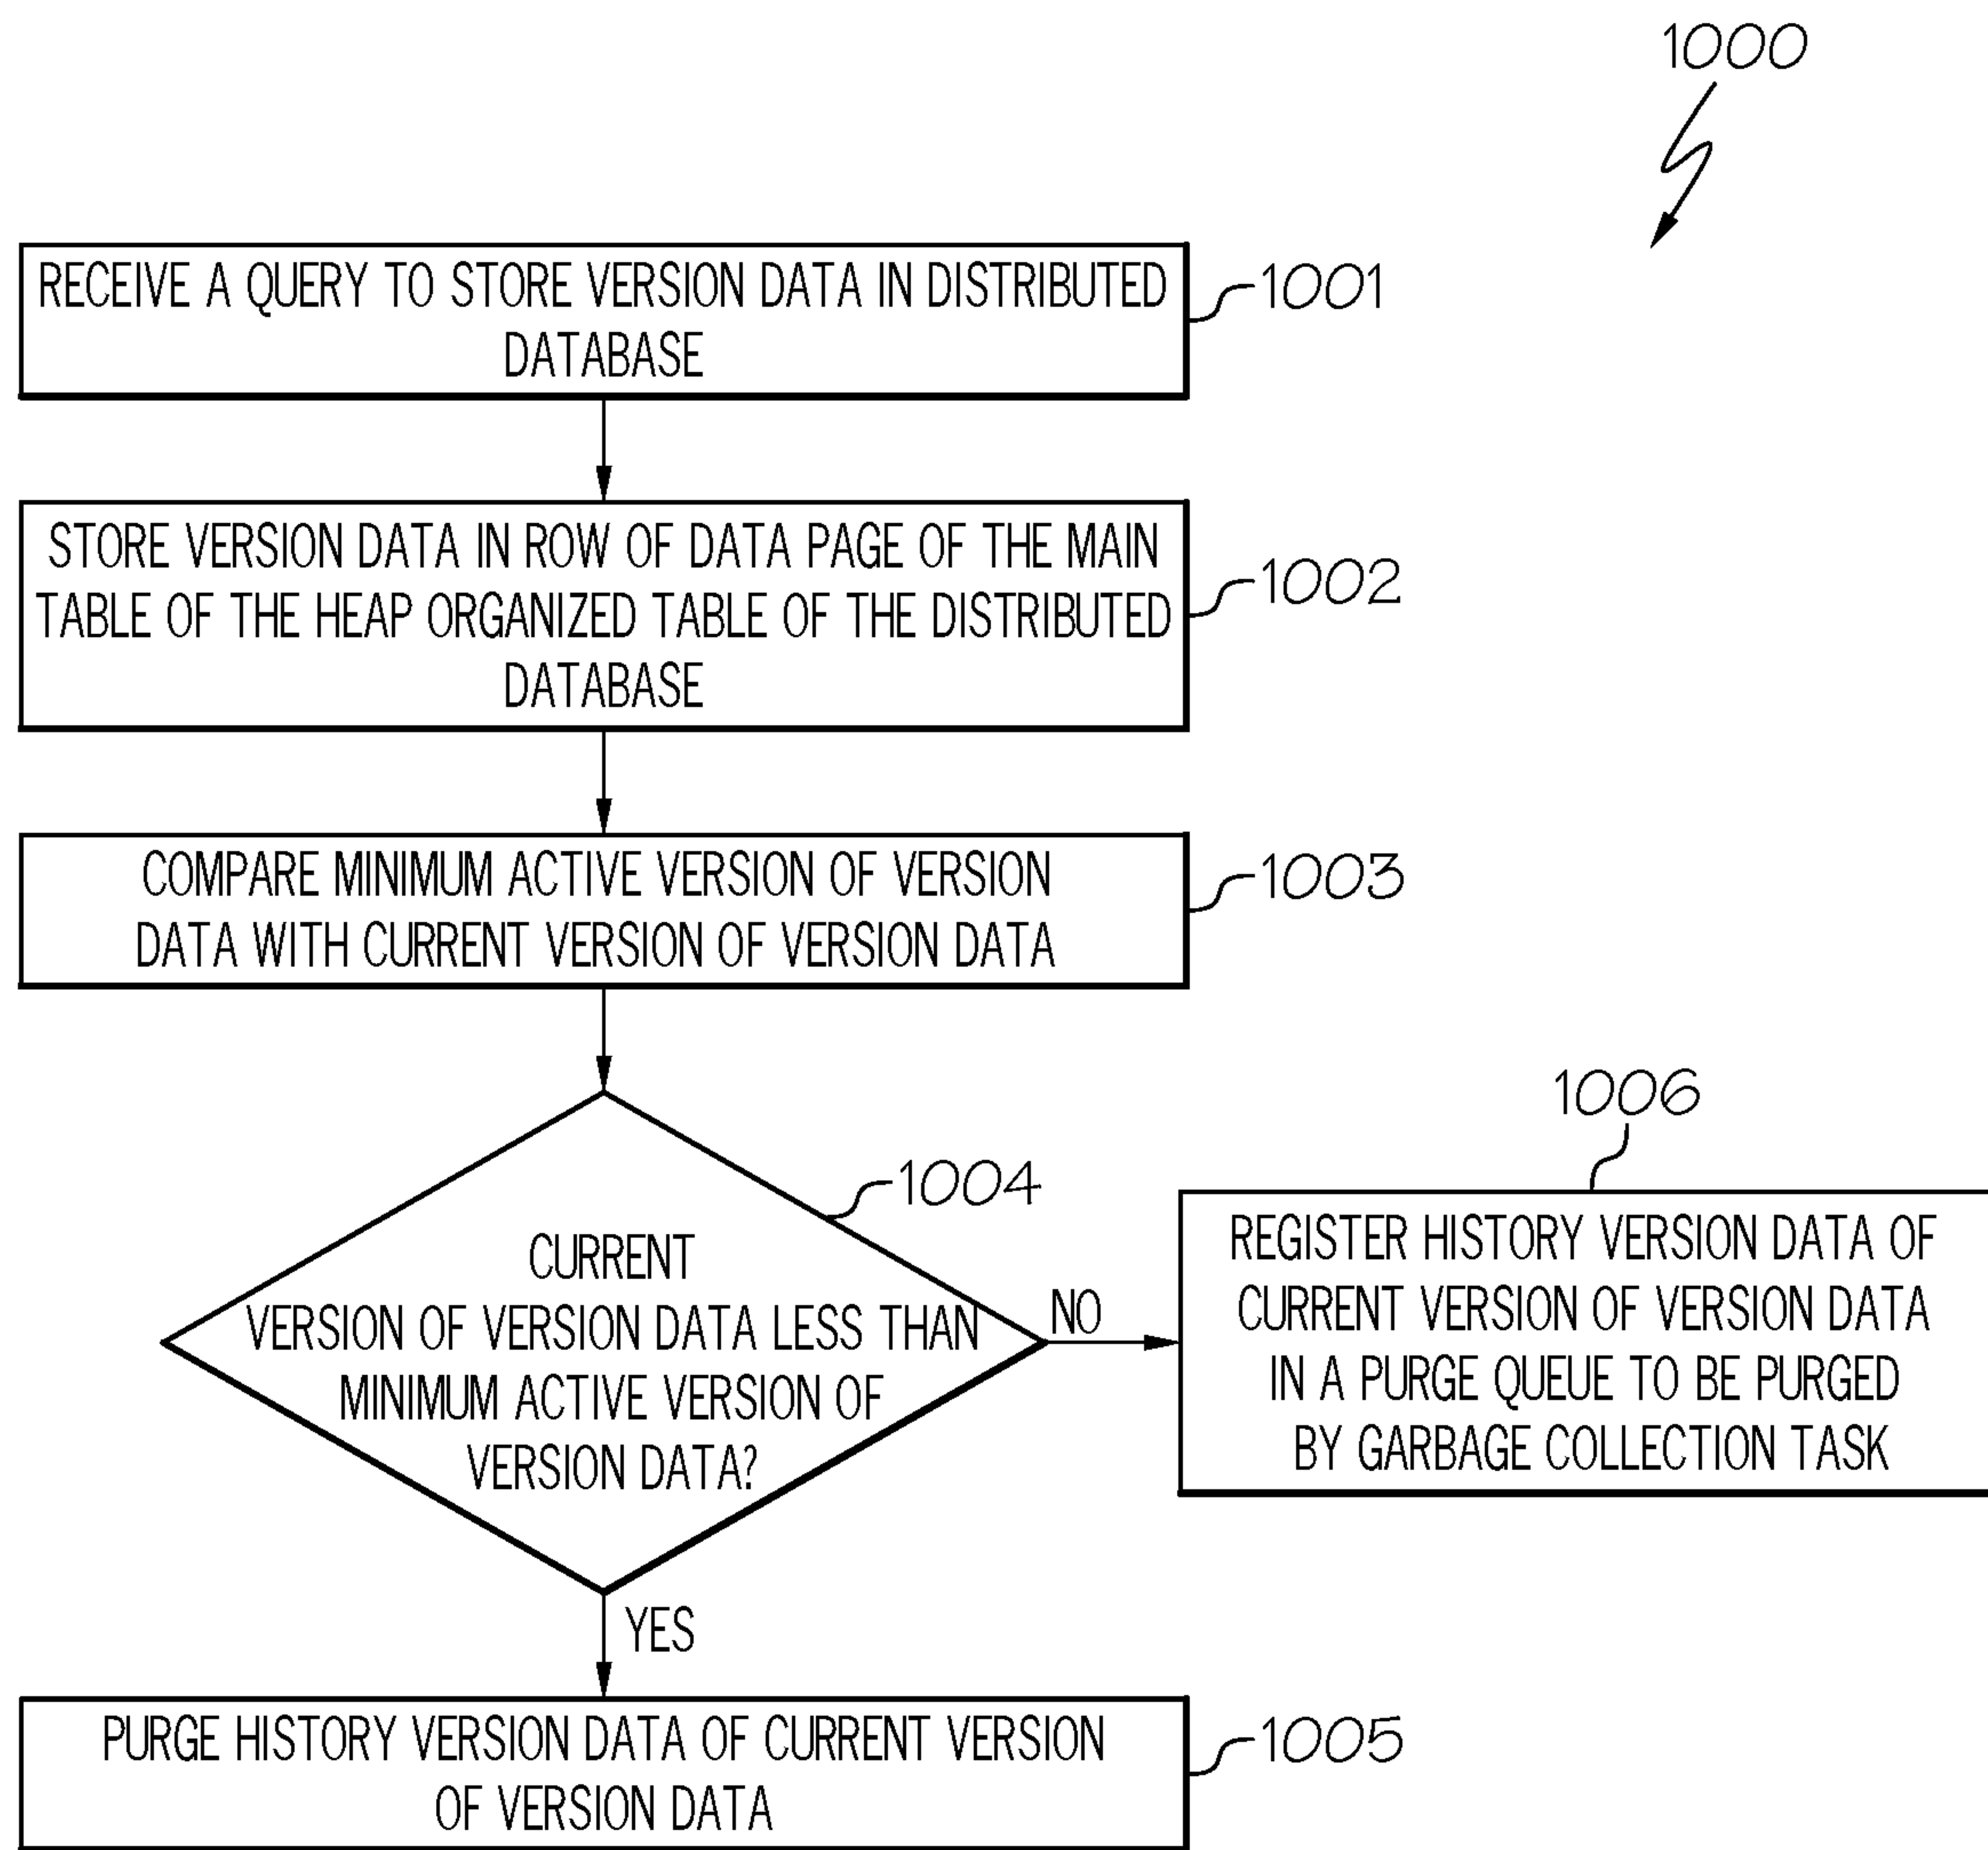 1000
RECEIVE A QUERY TO STORE VERSION DATA IN DISTRIBUTED
DATABASE
1001
STORE VERSION DATA IN ROW OF DATA PAGE OF THE MAIN
TABLE OF THE HEAP ORGANIZED TABLE OF THE DISTRIBUTED
DATABASE
1002
COMPARE MINIMUM ACTIVE VERSION OF VERSION
DATA WITH CURRENT VERSION OF VERSION DATA
1003
1004
CURRENT
VERSION OF VERSION DATA LESS THAN
MINIMUM ACTIVE VERSION OF
VERSION DATA?
NO
1006
REGISTER HISTORY VERSION DATA OF
CURRENT VERSION OF VERSION DATA
IN A PURGE QUEUE TO BE PURGED
BY GARBAGE COLLECTION TASK
YES
PURGE HISTORY VERSION DATA OF CURRENT VERSION
OF VERSION DATA
1005